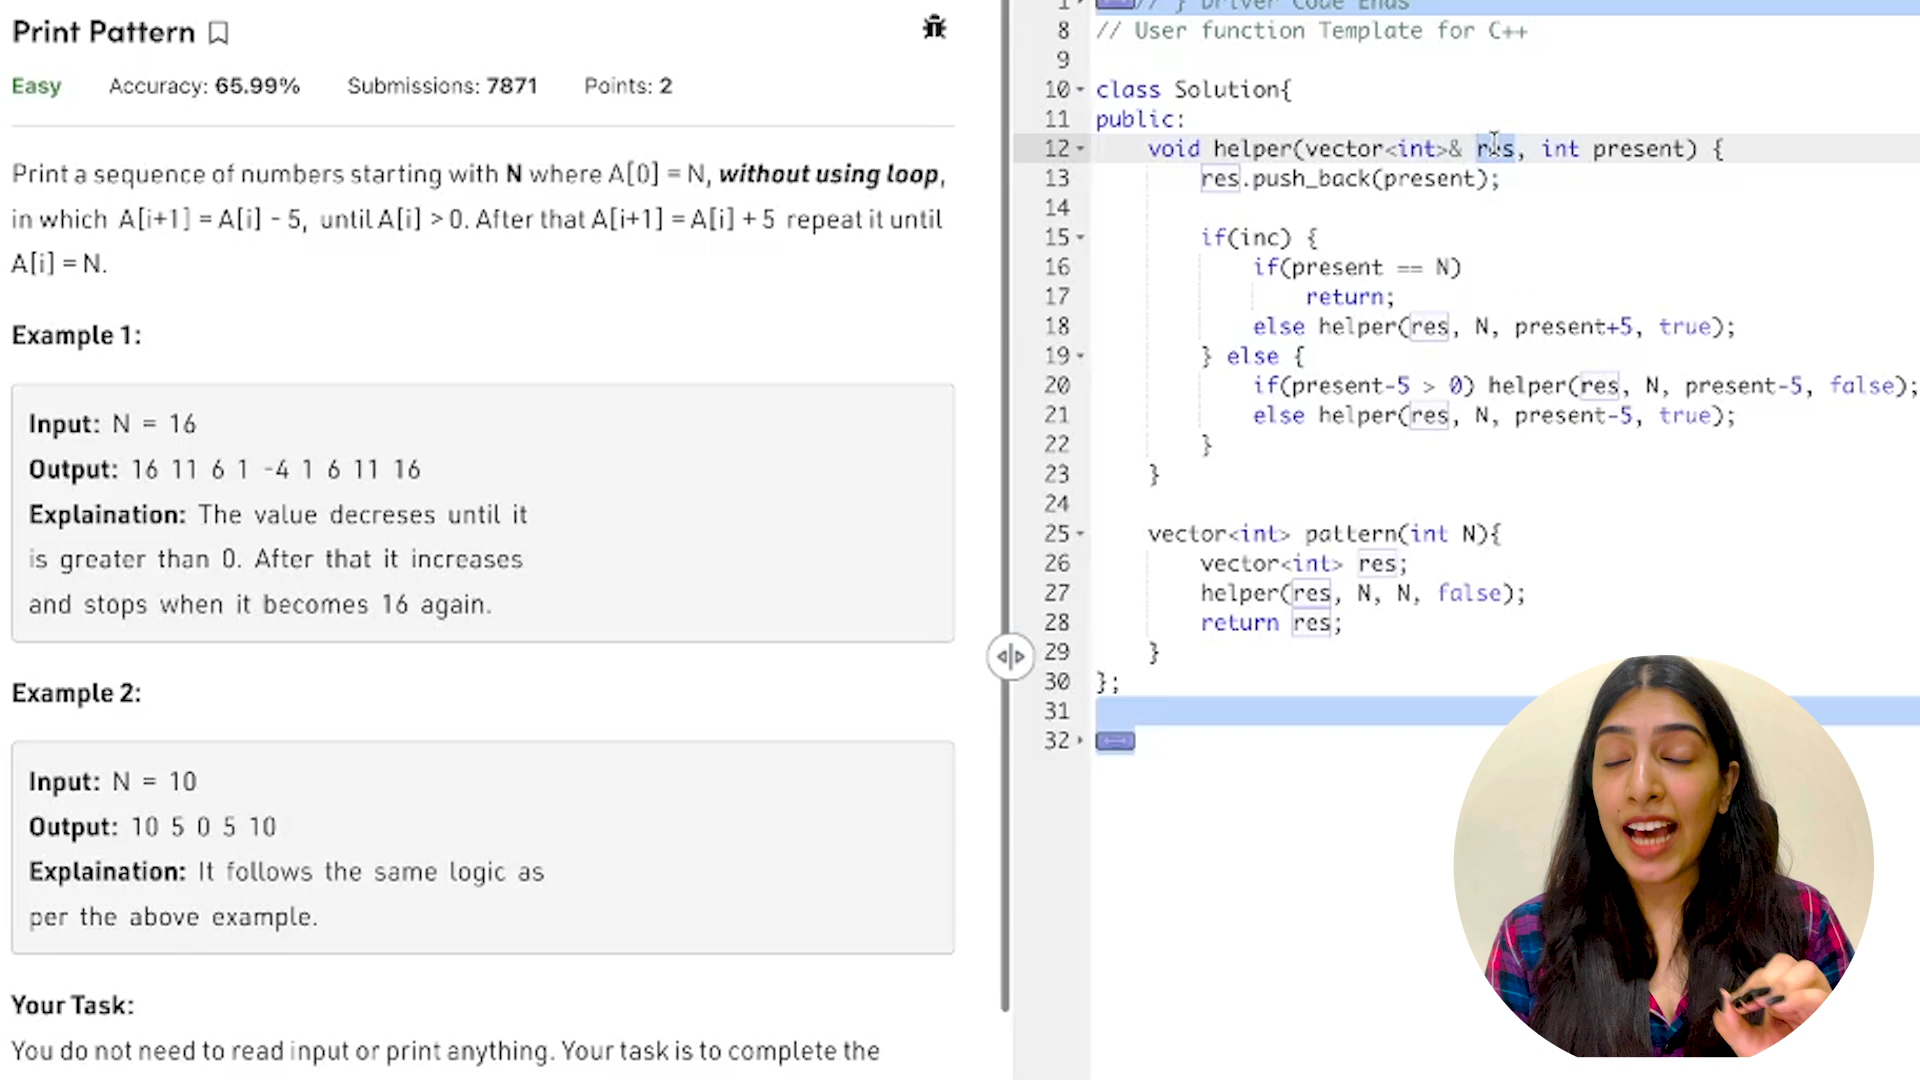 Print Pattern
Easy Accuracy: 65.99% Submissions: 7871 Points: 2
Print a sequence of numbers starting with N where A[0] = N, without using loop,
in which A[i+1] = A[i] - 5, until A[i] > 0. After that A[i+1] = A[i] + 5 repeat it until
A[i] = N.
Example 1:
Input: N = 16
Output: 16 11 6 1 -4 1 6 11 16
Explaination: The value decreses until it
is greater than 0. After that it increases
and stops when it becomes 16 again.
Example 2:
Input: N = 10
Output: 10 5 0 5 10
Explaination: It follows the same logic as
per the above example.
Your Task:
You do not need to read input or print anything. Your task is to complete the
1 // } Driver Code Ends
8 // User function Template for C++
9
10 class Solution{
11 public:
12 void helper(vector<int>& res, int present) {
13 res.push_back(present);
14
15 if(inc) {
16 if(present == N)
17 return;
18 else helper(res, N, present+5, true);
19 } else {
20 if(present-5 > 0) helper(res, N, present-5, false);
21 else helper(res, N, present-5, true);
22 }
23 }
24
25 vector<int> pattern(int N){
26 vector<int> res;
27 helper(res, N, N, false);
28 return res;
29 }
30 };
31
32